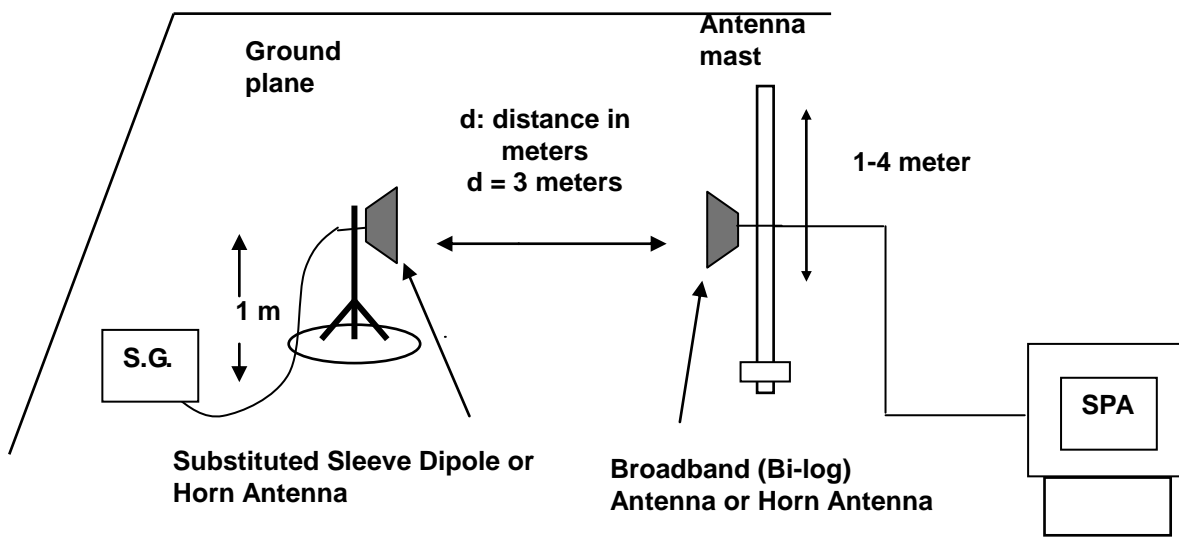 Ground
plane
Antenna
mast
d: distance in
meters
d = 3 meters
1-4 meter
1 m
S.G.
SPA
Substituted Sleeve Dipole or
Horn Antenna
Broadband (Bi-log)
Antenna or Horn Antenna